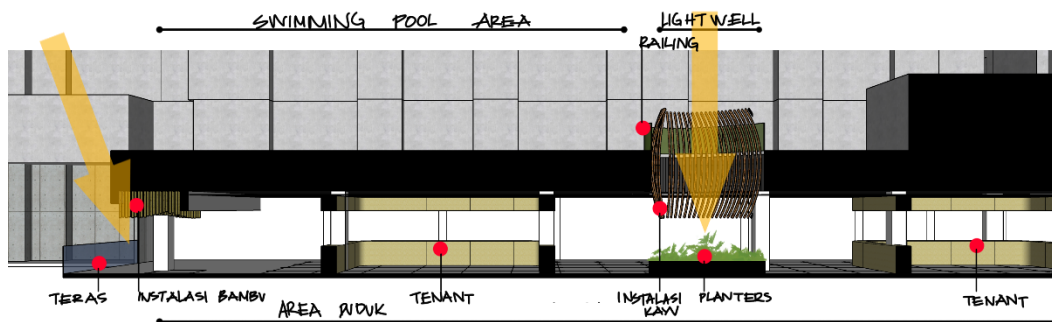 SWIMMING POOL AREA
LIGHTWELL
RAILING
TERAS
INSTALASI BAMBU
TENANT
INSTALASI
KAYU
PLANTERS
TENANT
AREA DUDUK